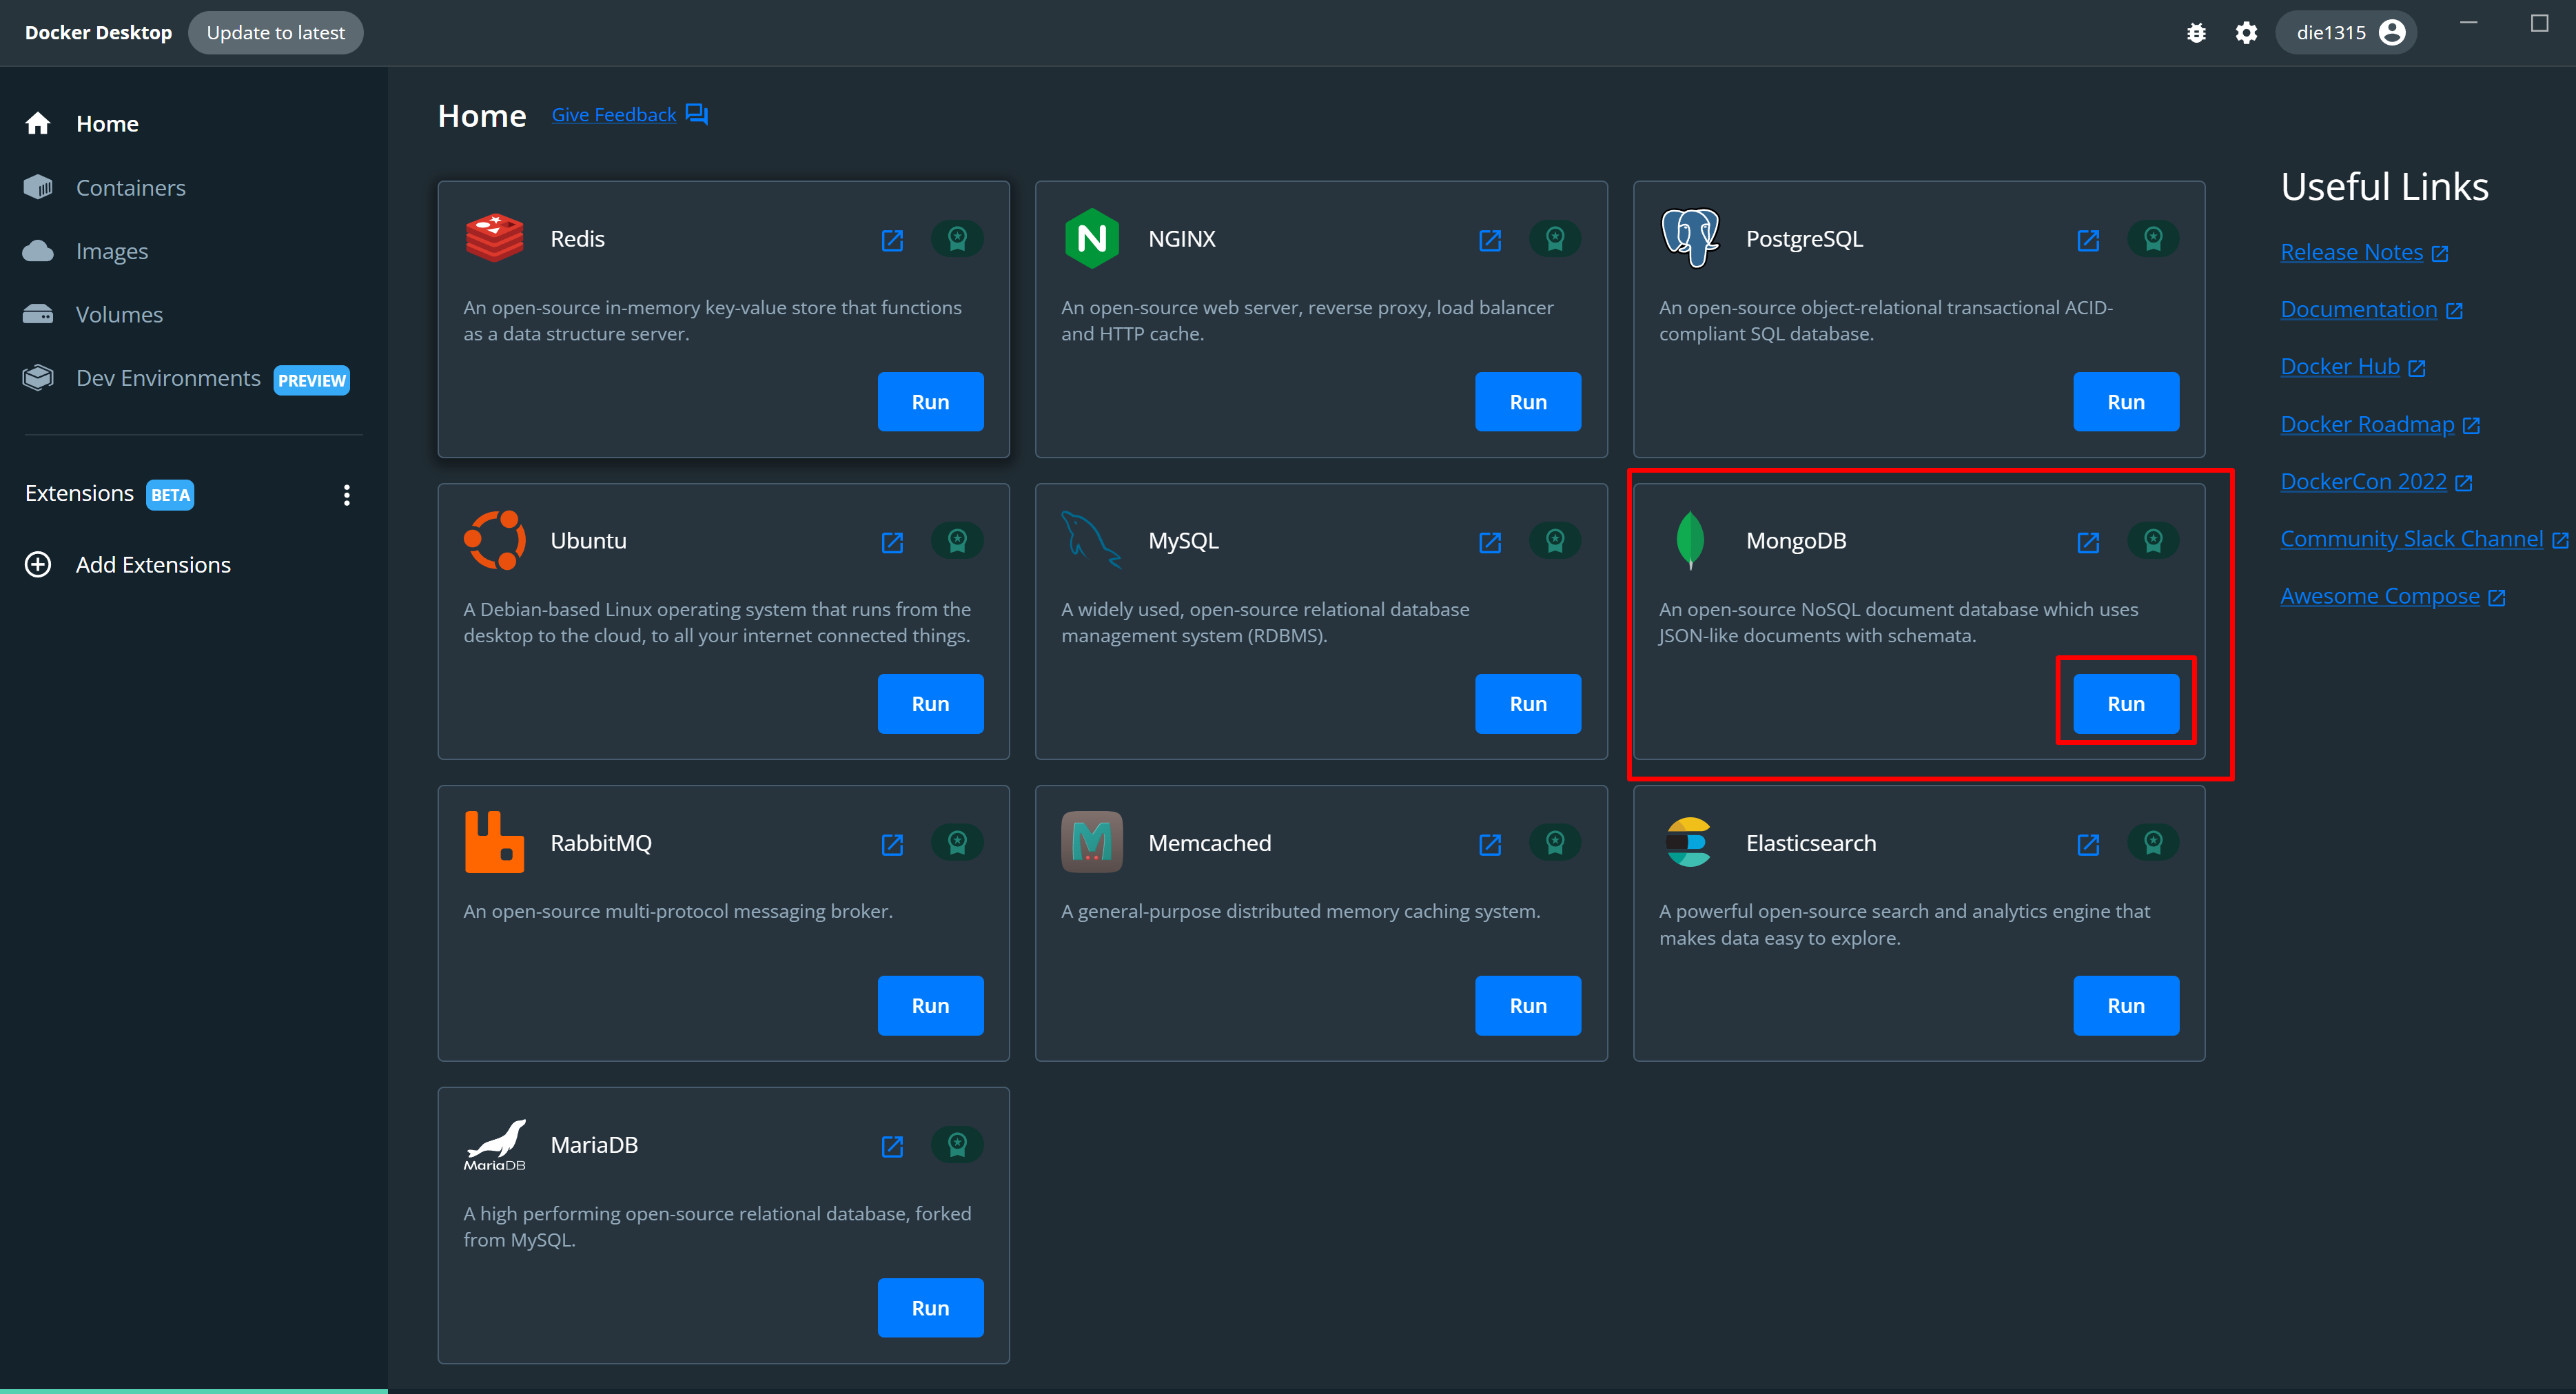 Docker Desktop
Update to latest
die1315
Home
Containers
Images
Volumes
Dev Environments PREVIEW
Extensions BETA
Add Extensions
Home
Give Feedback
Redis
An open-source in-memory key-value store that functions
as a data structure server.
Run
NGINX
An open-source web server, reverse proxy, load balancer
and HTTP cache.
Run
PostgreSQL
An open-source object-relational transactional ACID-
compliant SQL database.
Run
Ubuntu
A Debian-based Linux operating system that runs from the
desktop to the cloud, to all your internet connected things.
Run
MySQL
A widely used, open-source relational database
management system (RDBMS).
Run
MongoDB
An open-source NoSQL document database which uses
JSON-like documents with schemata.
Run
RabbitMQ
An open-source multi-protocol messaging broker.
Run
M
Memcached
A general-purpose distributed memory caching system.
Run
Elasticsearch
A powerful open-source search and analytics engine that
makes data easy to explore.
Run
MariaDB
MariaDB
A high performing open-source relational database, forked
from MySQL.
Run
Useful Links
Release Notes
Documentation
Docker Hub
Docker Roadmap
DockerCon 2022
Community Slack Channel
Awesome Compose